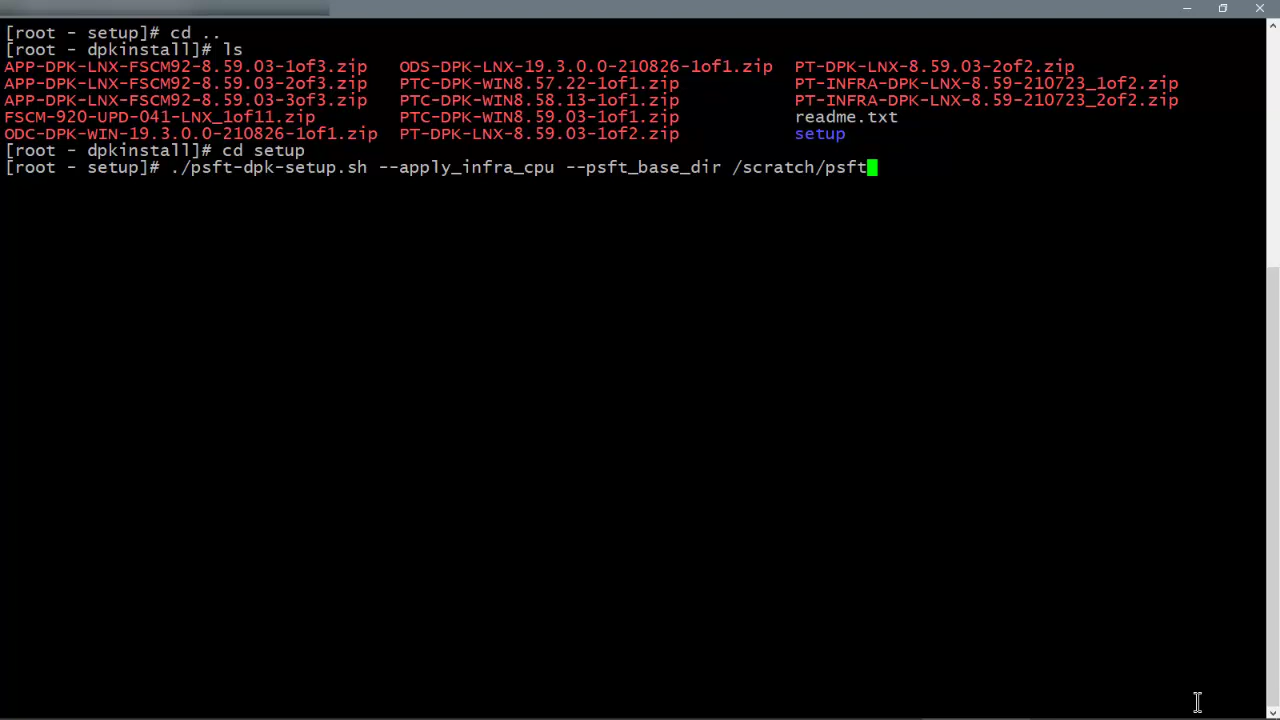 [root - setup]# cd ..
[root - dpkinstall]# ls
APP-DPK-LNX-FSCM92-8.59.03-1of3.zip   ODS-DPK-LNX-19.3.0.0-210826-1of1.zip  PT-DPK-LNX-8.59.03-2of2.zip
APP-DPK-LNX-FSCM92-8.59.03-2of3.zip   PTC-DPK-WIN8.57.22-1of1.zip           PT-INFRA-DPK-LNX-8.59-210723_1of2.zip
APP-DPK-LNX-FSCM92-8.59.03-3of3.zip   PTC-DPK-WIN8.58.13-1of1.zip           PT-INFRA-DPK-LNX-8.59-210723_2of2.zip
FSCM-920-UPD-041-LNX_1of11.zip        PTC-DPK-WIN8.59.03-1of1.zip           readme.txt
ODC-DPK-WIN-19.3.0.0-210826-1of1.zip  PT-DPK-LNX-8.59.03-1of2.zip           setup
[root - dpkinstall]# cd setup
[root - setup]# ./psft-dpk-setup.sh --apply_infra_cpu --psft_base_dir /scratch/psft